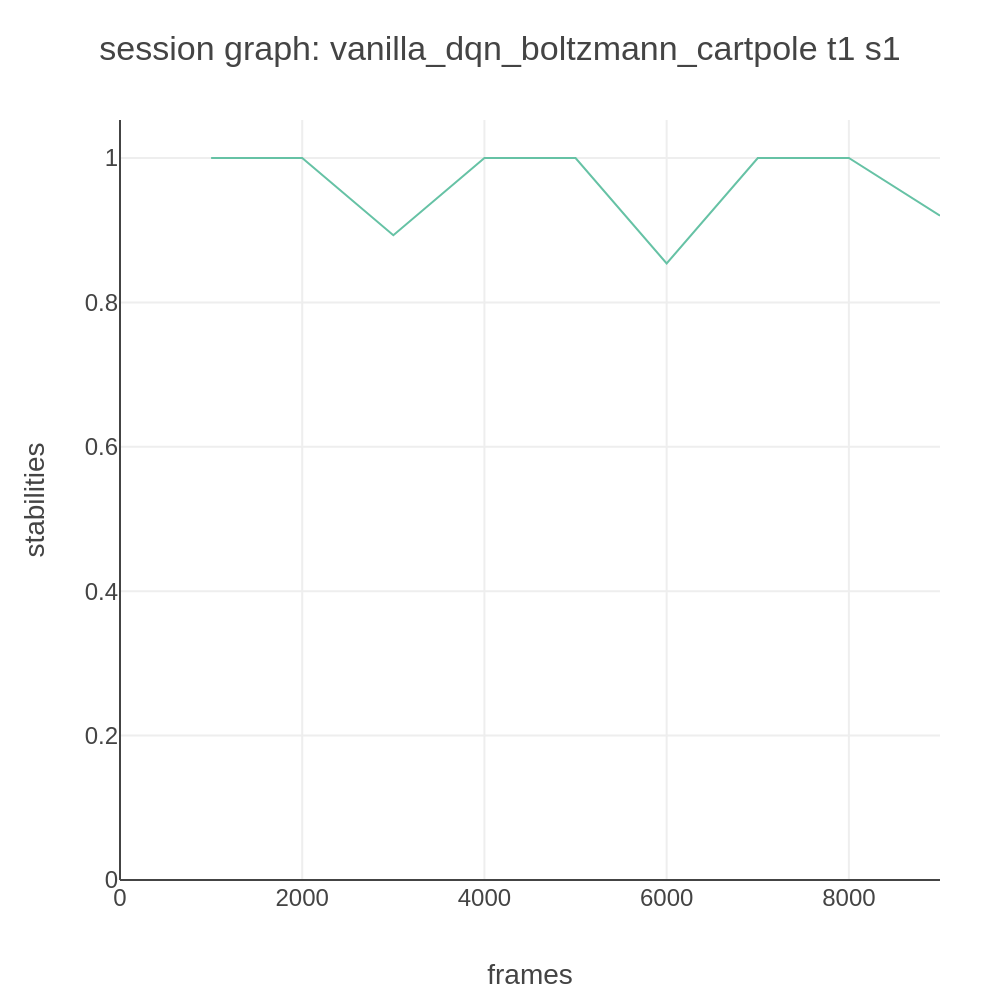 session graph: vanilla_dqn_boltzmann_cartpole t1 s1
1
0.8
0.6
0.4
0.2
0
stabilities
0 2000 4000 6000 8000
frames